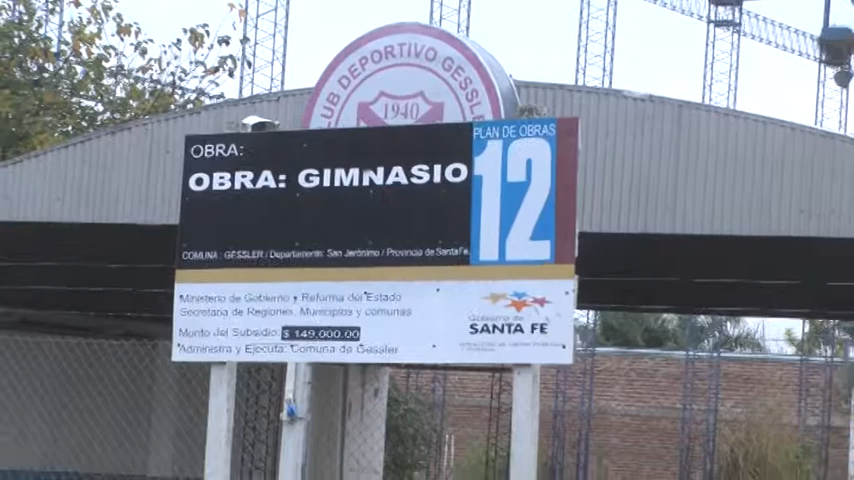 CLUB DEPORTIVO GESSLER
1940
OBRA:
OBRA: GIMNASIO
PLAN DE OBRAS
12
COMUNA: GESSLER / Departamento: San Jerónimo / Provincia de Santa Fe.
Ministerio de Gobierno y Reforma del Estado
Secretaria de Regiones, Municipios y comunas
Monto del Subsidio: $ 149.000.00
Administra y Ejecuta: Comuna de Gessler
Gobierno de
SANTA FE